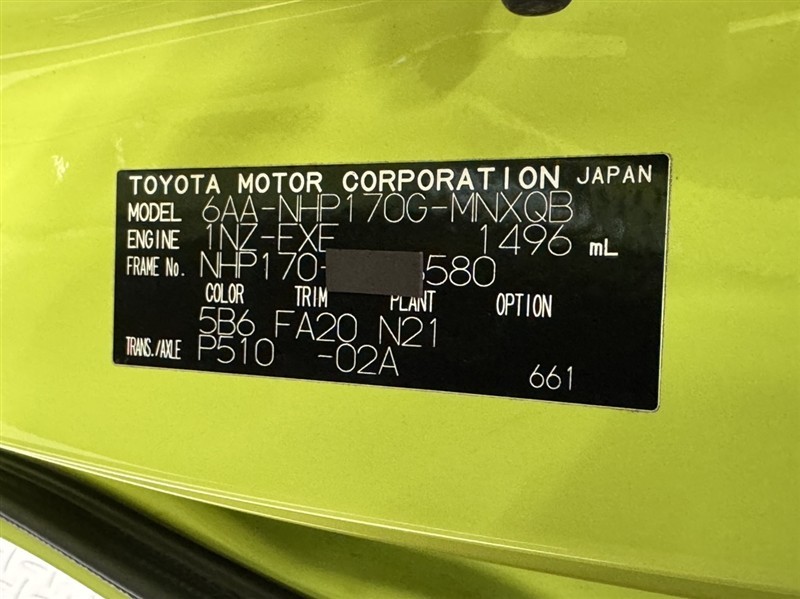 TOYOTA MOTOR CORPORATION JAPAN
MODEL 6AA-NHP170G-MNXQB
ENGINE 1NZ-FXE 1496 mL
FRAME No. NHP170- 580
COLOR TRIM PLANT OPTION
5B6 FA20 N21
TRANS./AXLE P510 -02A
661